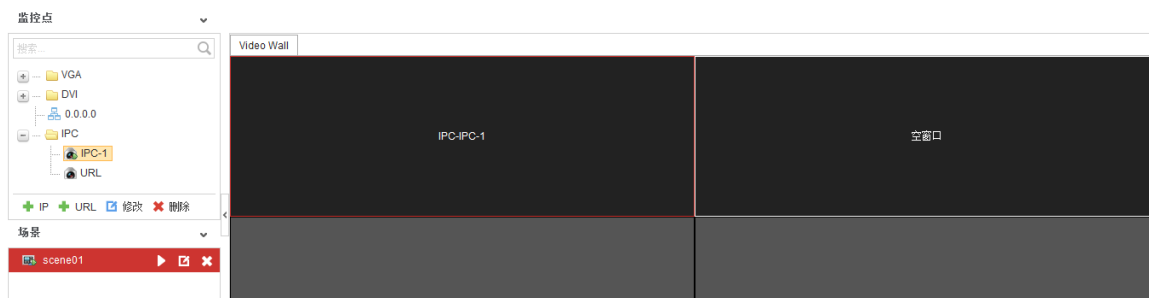 监控点
搜索...
VGA
DVI
0.0.0.0
IPC
IPC-1
URL
IP URL 修改 删除
场景
scene01
Video Wall
IPC-IPC-1
空窗口